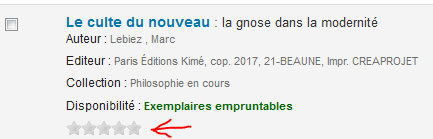 Le culte du nouveau : la gnose dans la modernité
Auteur : Lebiez , Marc
Editeur : Paris Éditions Kimé, cop. 2017, 21-BEAUNE, Impr. CREAPROJET
Collection : Philosophie en cours
Disponibilité : Exemplaires empruntables